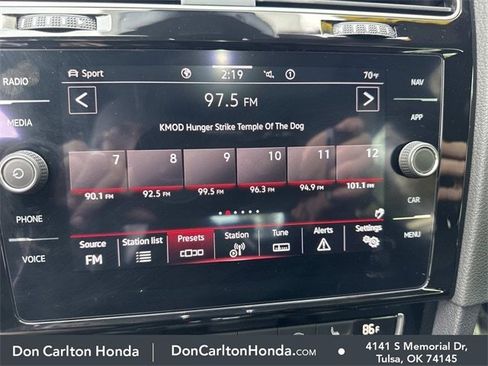 RADIO
MEDIA
PHONE
VOICE
Sport
2:19
1
70°F
97.5 FM
KMOD Hunger Strike Temple Of The Dog
7 8 9 10 11 12
90.1 FM 92.5 FM 99.5 FM 96.3 FM 94.9 FM 101.1 FM
Source Station list Presets Station Tune Alerts Settings
FM
NAV
APP
CAR
MENU
86°F
Don Carlton Honda
DonCarltonHonda.com
4141 S Memorial Dr,
Tulsa, OK 74145